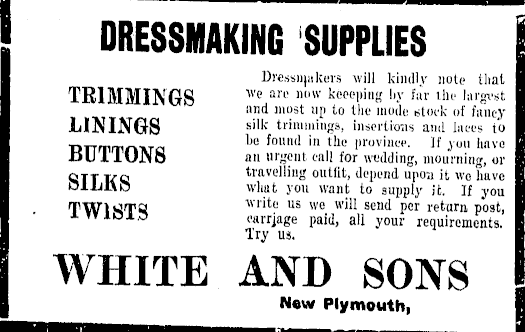 DRESSMAKING SUPPLIES
TRIMMINGS
LININGS
BUTTONS
SILKS
TWISTS
Dressmakers will kindly note that
we are now keeeping by far the largest
and most up to the mode stock of fancy
silk trimmings, insertions and laces to
be found in the province. If you have
an urgent call for wedding, mourning, or
travelling outfit, depend upon it we have
what you want to supply it. If you
write us we will send per return post,
carriage paid, all your requirements.
Try us.
WHITE AND SONS
New Plymouth,